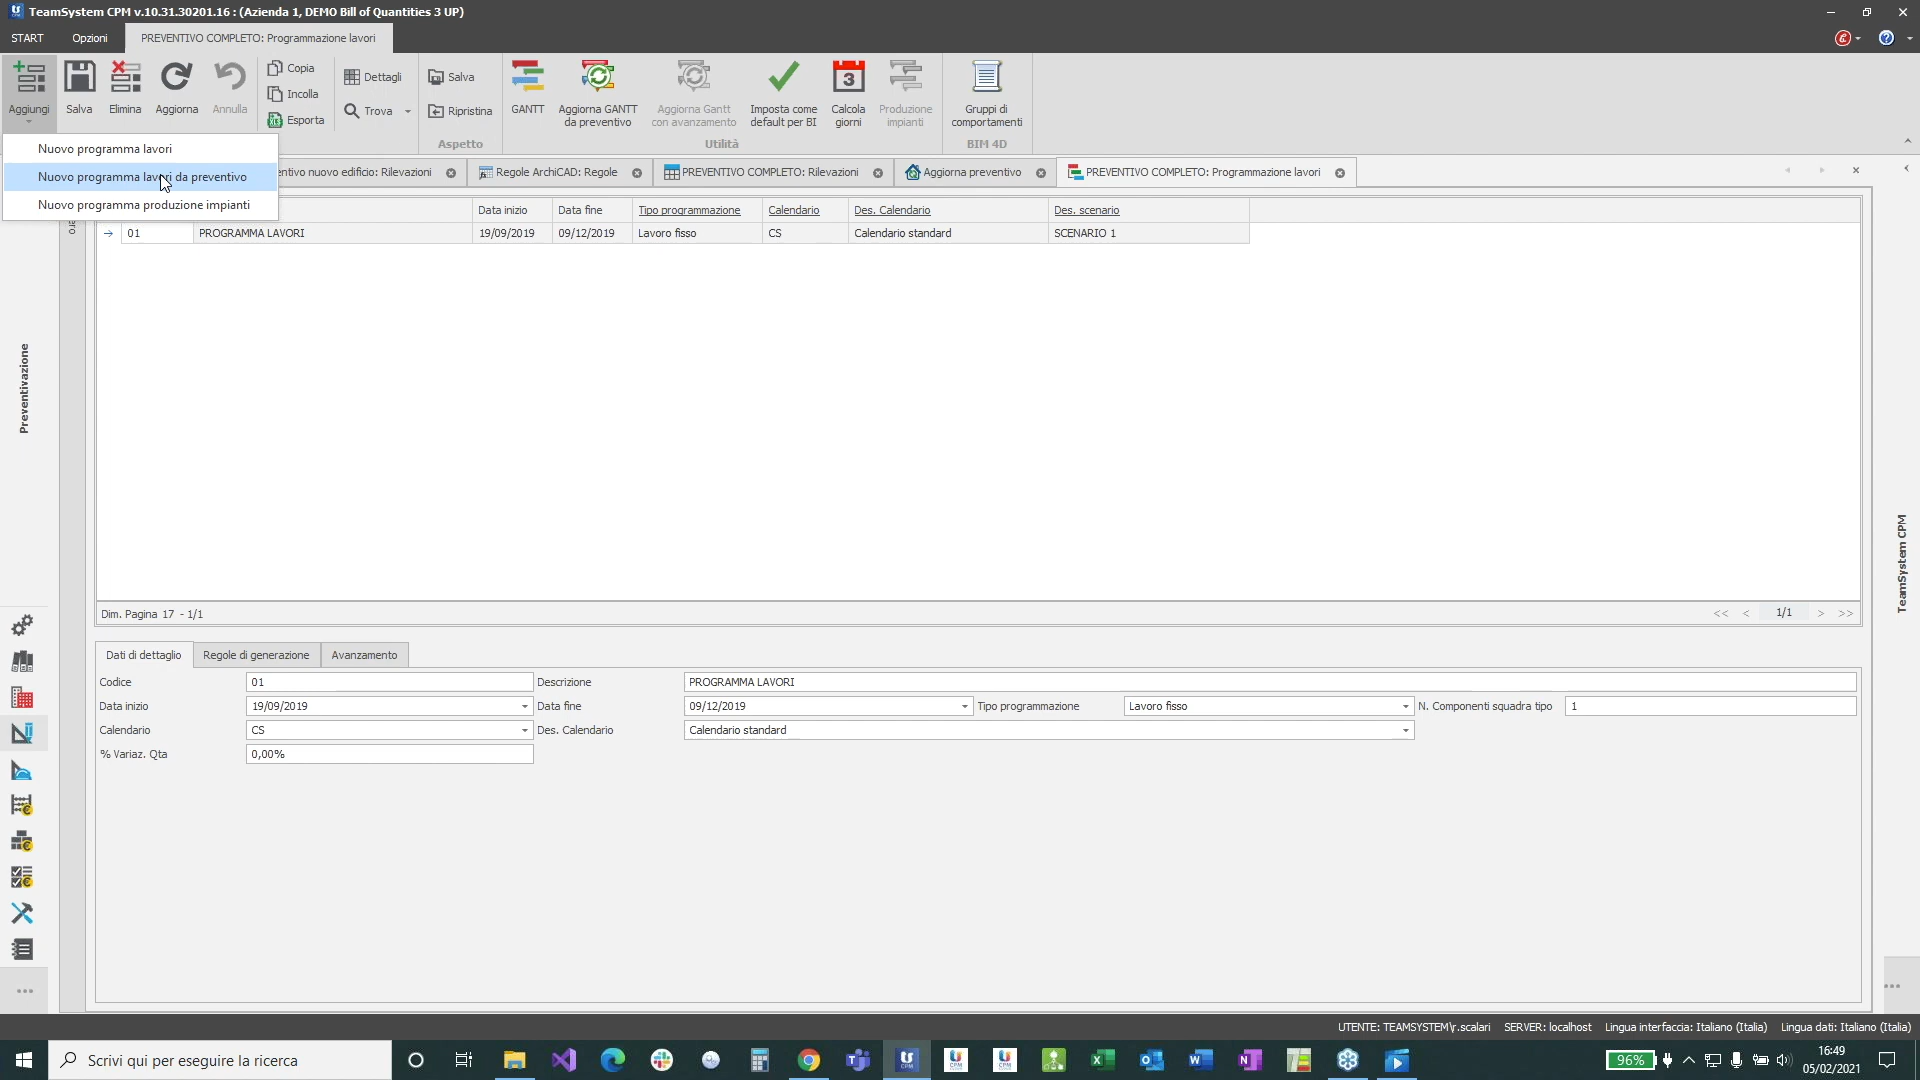 TeamSystem CPM v.10.31.30201.16 : (Azienda 1, DEMO Bill of Quantities 3 UP)
START Opzioni PREVENTIVO COMPLETO: Programmazione lavori
Aggiungi Salva Elimina Aggiorna Annulla
Copia
Incolla
Esporta
Dettagli
Trova
Salva
Ripristina
Aspetto
GANTT
Aggiorna GANTT da preventivo
Aggiorna Gantt con avanzamento
Imposta come default per BI
Calcola giorni
Produzione impianti
Utilità
Gruppi di comportamenti
BIM 4D
Nuovo programma lavori
Nuovo programma lavori da preventivo
Nuovo programma produzione impianti
ntivo nuovo edificio: Rilevazioni Regole ArchiCAD: Regole PREVENTIVO COMPLETO: Rilevazioni Aggiorna preventivo PREVENTIVO COMPLETO: Programmazione lavori
Data inizio Data fine Tipo programmazione Calendario Des. Calendario Des. scenario
01 PROGRAMMA LAVORI 19/09/2019 09/12/2019 Lavoro fisso CS Calendario standard SCENARIO 1
Preventivazione
TeamSystem CPM
Dim. Pagina 17 - 1/1 << < 1/1 > >>
Dati di dettaglio Regole di generazione Avanzamento
Codice 01 Descrizione PROGRAMMA LAVORI
Data inizio 19/09/2019 Data fine 09/12/2019 Tipo programmazione Lavoro fisso N. Componenti squadra tipo 1
Calendario CS Des. Calendario Calendario standard
% Variaz. Qta 0,00%
UTENTE: TEAMSYSTEM\r.scalari SERVER: localhost Lingua interfaccia: Italiano (Italia) Lingua dati: Italiano (Italia)
Scrivi qui per eseguire la ricerca
96%
16:49
05/02/2021